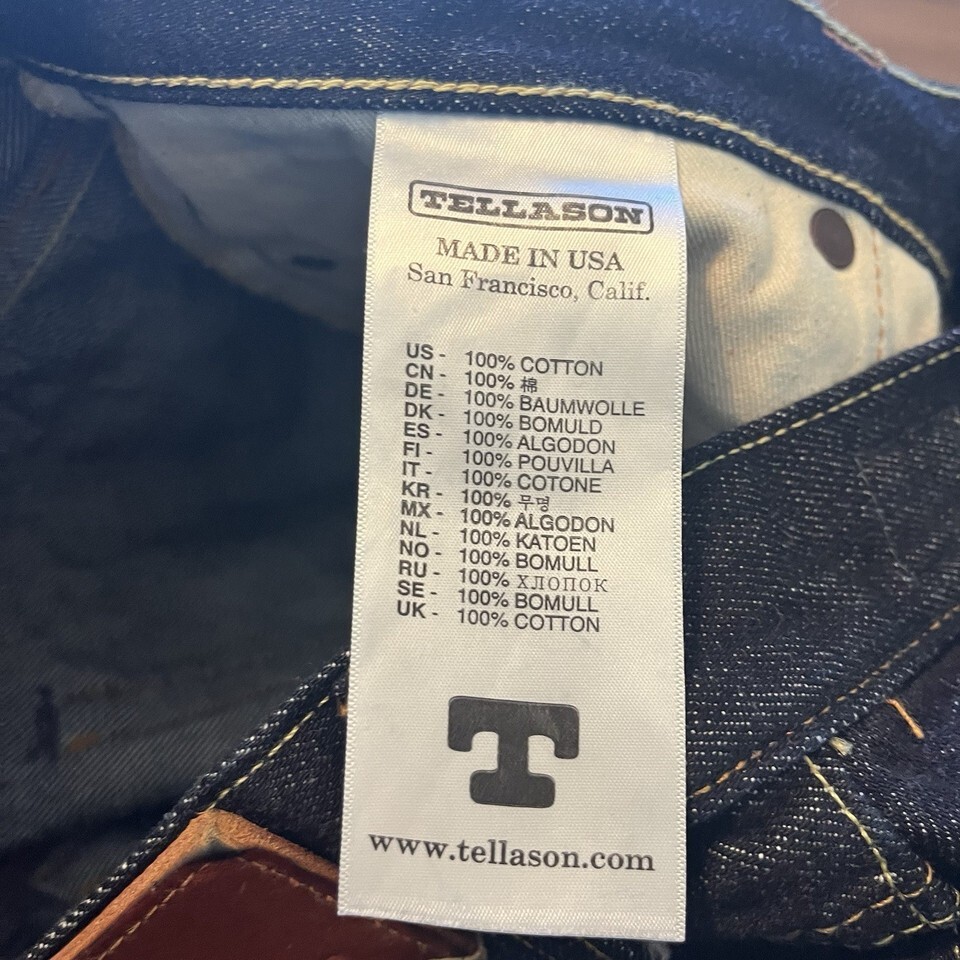 TELLASON
MADE IN USA
San Francisco, Calif.
US - 100% COTTON
CN - 100% 棉
DE - 100% BAUMWOLLE
DK - 100% BOMULD
ES - 100% ALGODON
FI - 100% POUVILLA
IT - 100% COTONE
KR - 100% 무명
MX - 100% ALGODON
NL - 100% KATOEN
NO - 100% BOMULL
RU - 100% хлопок
SE - 100% BOMULL
UK - 100% COTTON
T
www.tellason.com